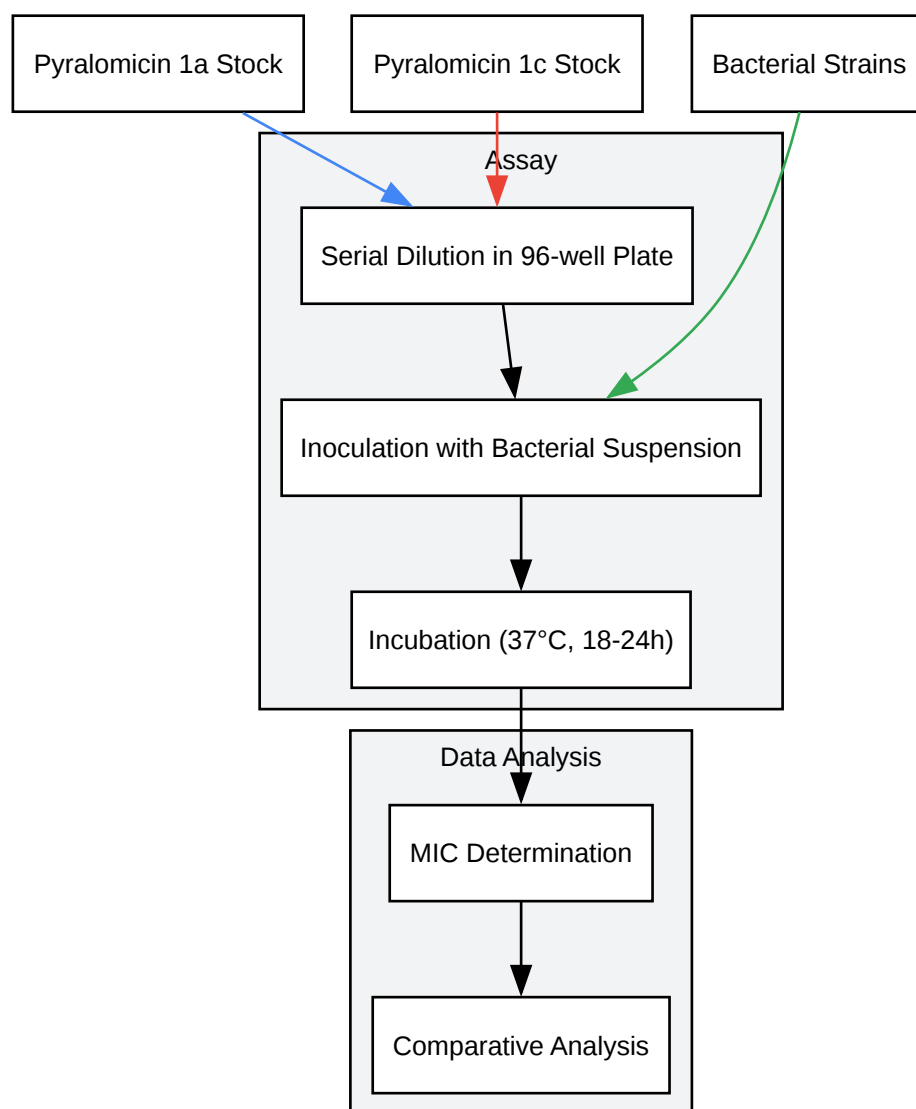 Pyralomicin 1a Stock
Pyralomicin 1c Stock
Bacterial Strains
Assay
Serial Dilution in 96-well Plate
Inoculation with Bacterial Suspension
Incubation (37°C, 18-24h)
Data Analysis
MIC Determination
Comparative Analysis